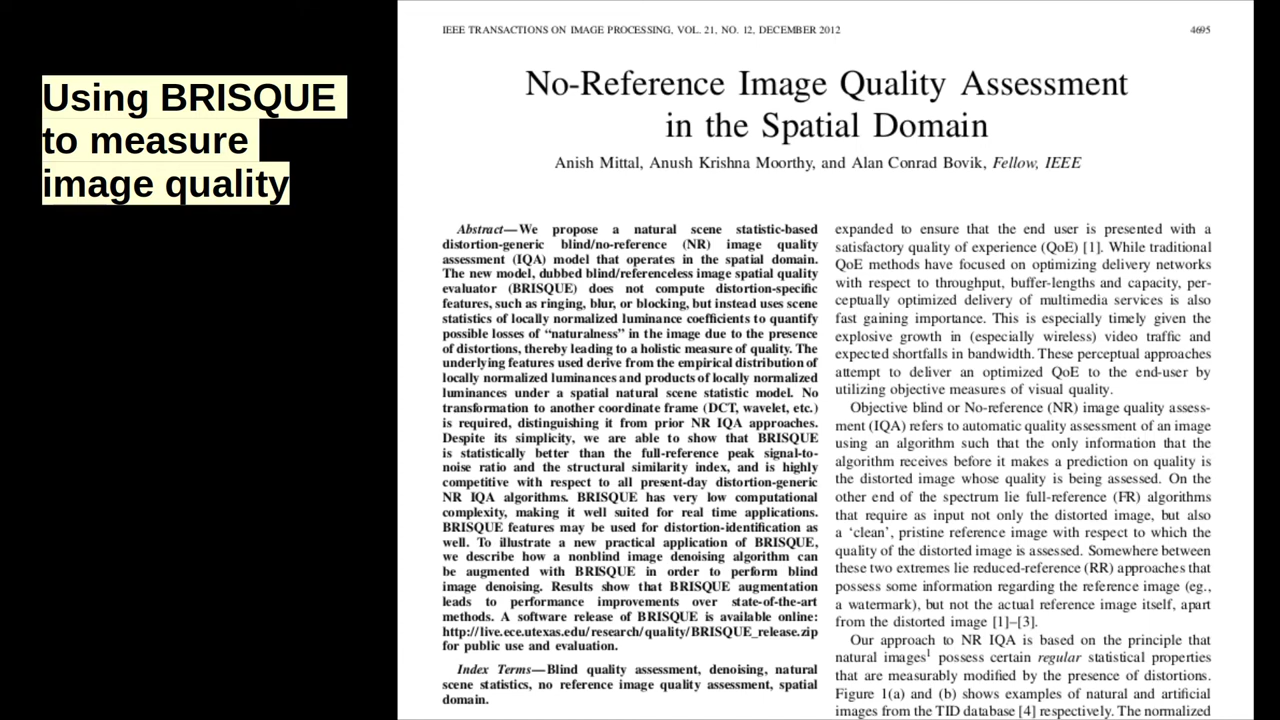 Using BRISQUE
to measure
image quality
IEEE TRANSACTIONS ON IMAGE PROCESSING, VOL. 21, NO. 12, DECEMBER 2012
4695
No-Reference Image Quality Assessment
in the Spatial Domain
Anish Mittal, Anush Krishna Moorthy, and Alan Conrad Bovik, Fellow, IEEE
Abstract—We propose a natural scene statistic-based
distortion-generic blind/no-reference (NR) image quality
assessment (IQA) model that operates in the spatial domain.
The new model, dubbed blind/referenceless image spatial quality
evaluator (BRISQUE) does not compute distortion-specific
features, such as ringing, blur, or blocking, but instead uses scene
statistics of locally normalized luminance coefficients to quantify
possible losses of “naturalness” in the image due to the presence
of distortions, thereby leading to a holistic measure of quality. The
underlying features used derive from the empirical distribution of
locally normalized luminances and products of locally normalized
luminances under a spatial natural scene statistic model. No
transformation to another coordinate frame (DCT, wavelet, etc.)
is required, distinguishing it from prior NR IQA approaches.
Despite its simplicity, we are able to show that BRISQUE
is statistically better than the full-reference peak signal-to-
noise ratio and the structural similarity index, and is highly
competitive with respect to all present-day distortion-generic
NR IQA algorithms. BRISQUE has very low computational
complexity, making it well suited for real time applications.
BRISQUE features may be used for distortion-identification as
well. To illustrate a new practical application of BRISQUE,
we describe how a nonblind image denoising algorithm can
be augmented with BRISQUE in order to perform blind
image denoising. Results show that BRISQUE augmentation
leads to performance improvements over state-of-the-art
methods. A software release of BRISQUE is available online:
http://live.ece.utexas.edu/research/quality/BRISQUE_release.zip
for public use and evaluation.
Index Terms—Blind quality assessment, denoising, natural
scene statistics, no reference image quality assessment, spatial
domain.
expanded to ensure that the end user is presented with a
satisfactory quality of experience (QoE) [1]. While traditional
QoE methods have focused on optimizing delivery networks
with respect to throughput, buffer-lengths and capacity, per-
ceptually optimized delivery of multimedia services is also
fast gaining importance. This is especially timely given the
explosive growth in (especially wireless) video traffic and
expected shortfalls in bandwidth. These perceptual approaches
attempt to deliver an optimized QoE to the end-user by
utilizing objective measures of visual quality.
Objective blind or No-reference (NR) image quality assess-
ment (IQA) refers to automatic quality assessment of an image
using an algorithm such that the only information that the
algorithm receives before it makes a prediction on quality is
the distorted image whose quality is being assessed. On the
other end of the spectrum lie full-reference (FR) algorithms
that require as input not only the distorted image, but also
a ‘clean’, pristine reference image with respect to which the
quality of the distorted image is assessed. Somewhere between
these two extremes lie reduced-reference (RR) approaches that
possess some information regarding the reference image (eg.,
a watermark), but not the actual reference image itself, apart
from the distorted image [1]–[3].
Our approach to NR IQA is based on the principle that
natural images1 possess certain regular statistical properties
that are measurably modified by the presence of distortions.
Figure 1(a) and (b) shows examples of natural and artificial
images from the TID database [4] respectively. The normalized